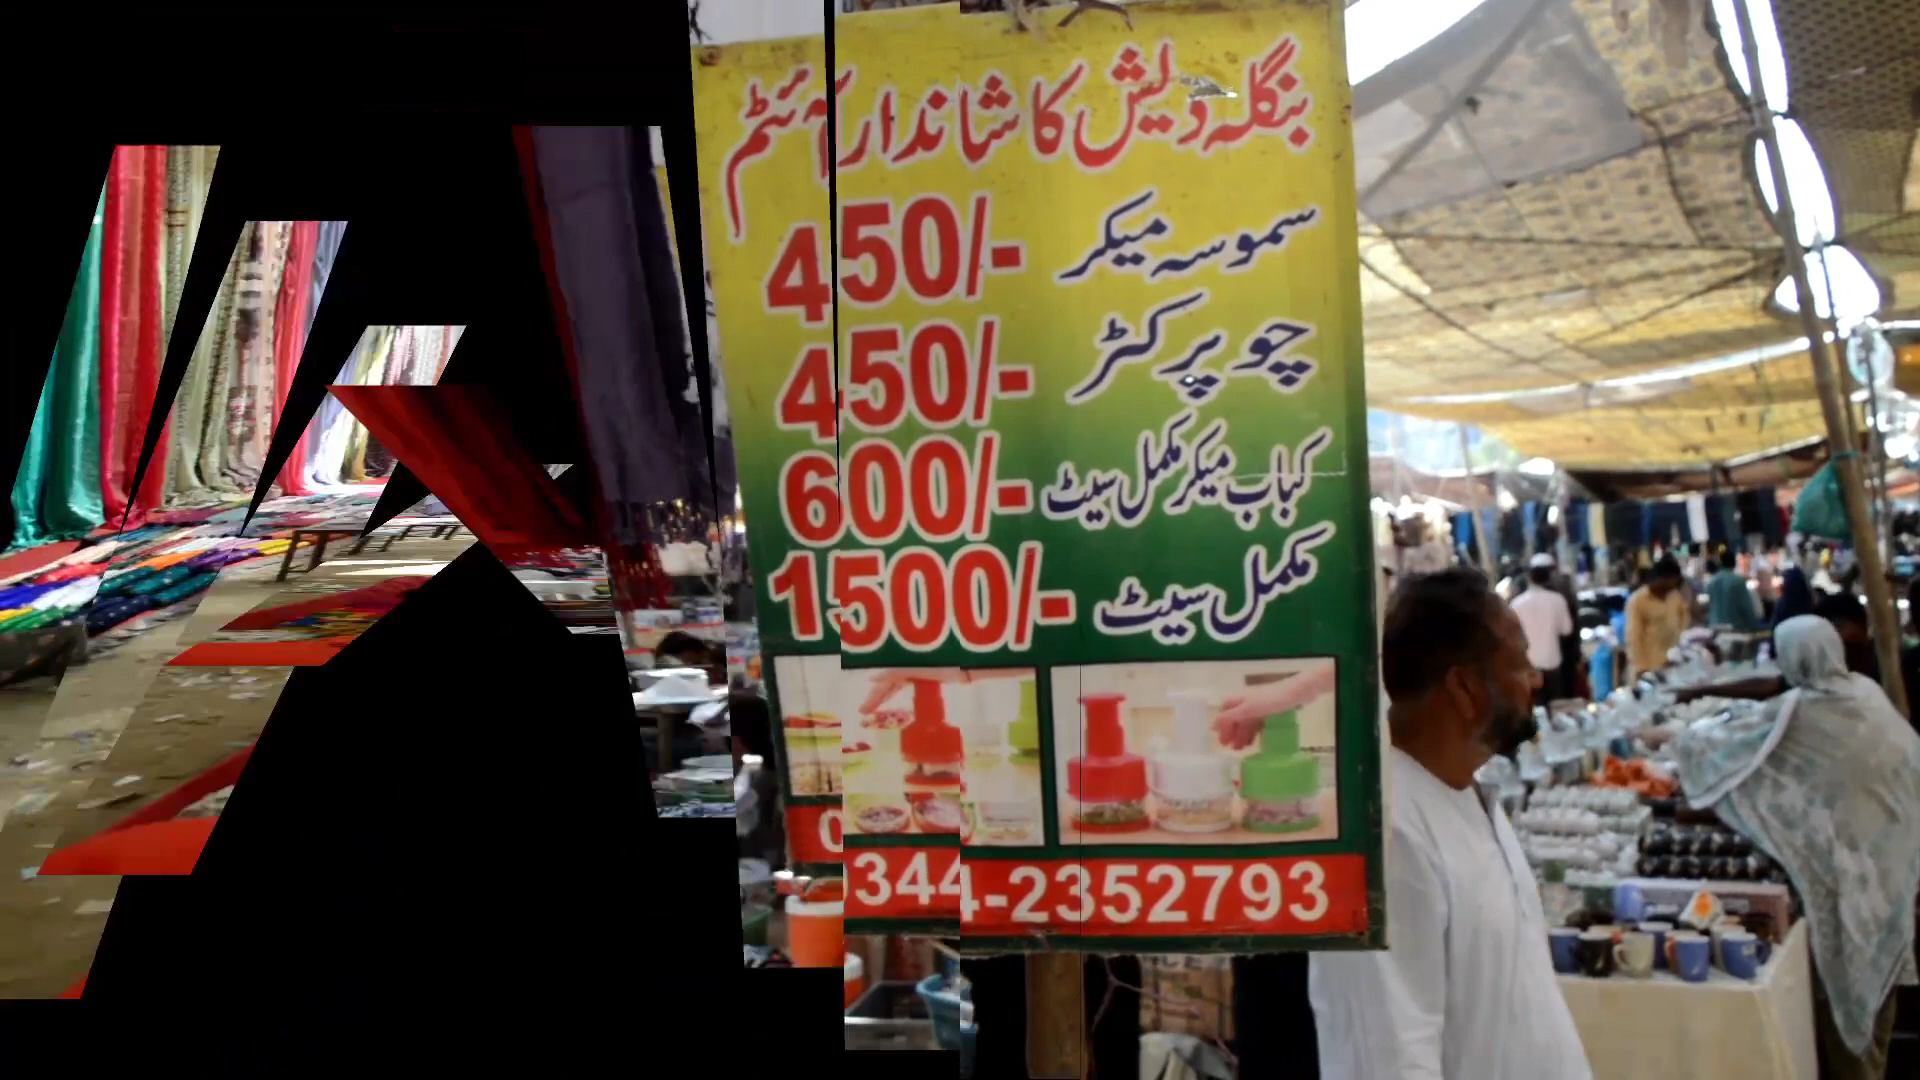 بنگلہ دیش کا شاندار آئٹم
سموسہ میکر 450/-
چوپر کٹر 450/-
کباب میکر مکمل سیٹ 600/-
مکمل سیٹ 1500/-
0344-2352793